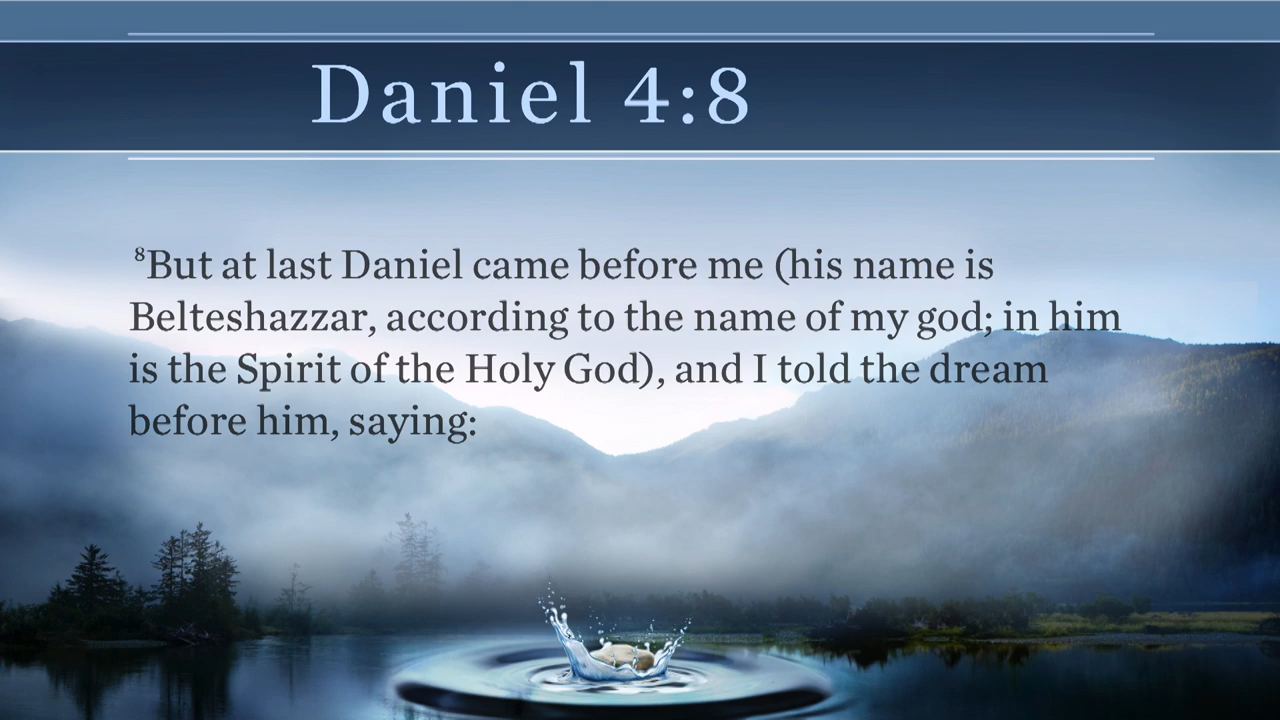 Daniel 4:8
⁸But at last Daniel came before me (his name is
Belteshazzar, according to the name of my god; in him
is the Spirit of the Holy God), and I told the dream
before him, saying: